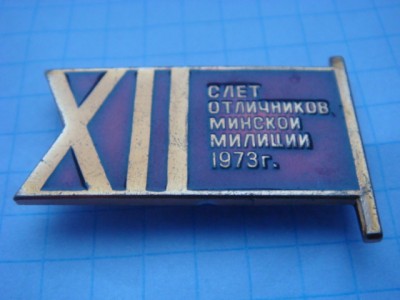 XII
СЛЕТ
ОТЛИЧНИКОВ
МИНСКОЙ
МИЛИЦИИ
1973г.